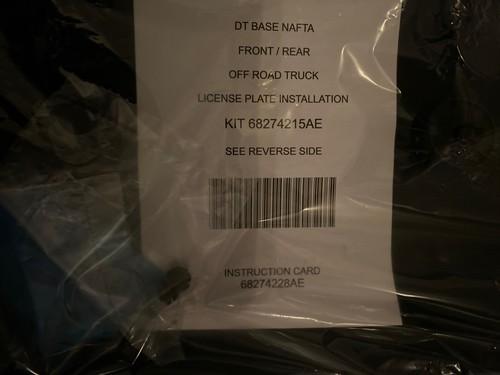 DT BASE NAFTA
FRONT / REAR
OFF ROAD TRUCK
LICENSE PLATE INSTALLATION
KIT 68274215AE
SEE REVERSE SIDE
INSTRUCTION CARD
68274228AE